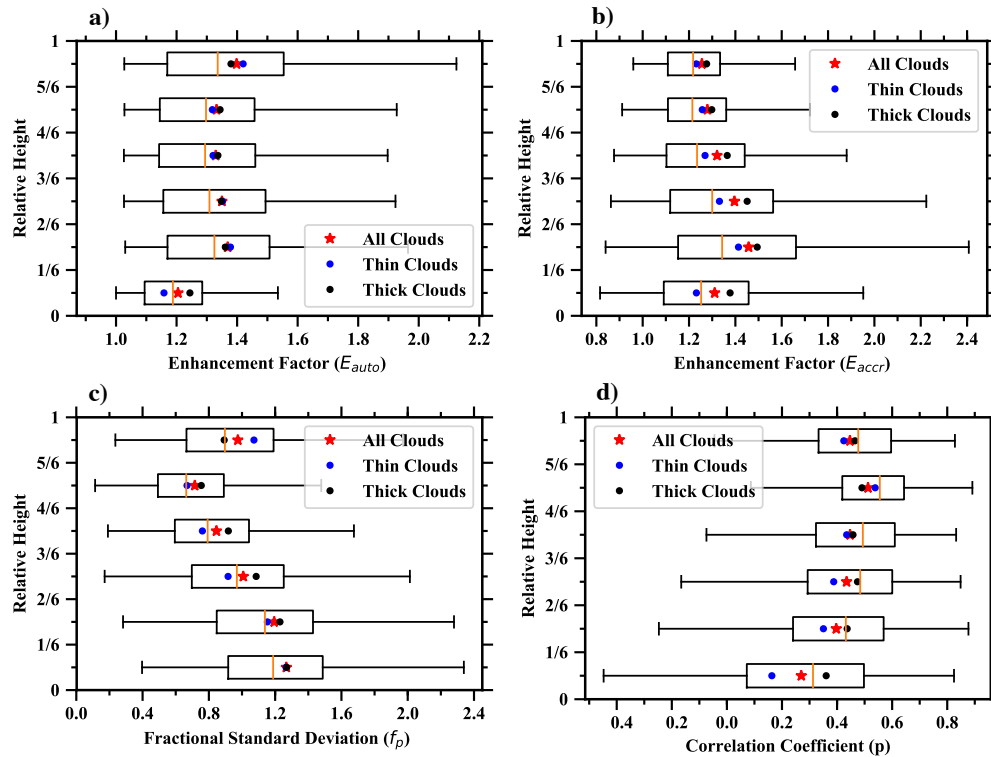 a)
1
5/6
4/6
3/6
2/6
1/6
0
Relative Height
All Clouds
Thin Clouds
Thick Clouds
1.0 1.2 1.4 1.6 1.8 2.0 2.2
Enhancement Factor (E_auto)
b)
1
5/6
4/6
3/6
2/6
1/6
0
Relative Height
All Clouds
Thin Clouds
Thick Clouds
0.8 1.0 1.2 1.4 1.6 1.8 2.0 2.2 2.4
Enhancement Factor (E_accr)
c)
1
5/6
4/6
3/6
2/6
1/6
0
Relative Height
All Clouds
Thin Clouds
Thick Clouds
0.0 0.4 0.8 1.2 1.6 2.0 2.4
Fractional Standard Deviation (f_p)
d)
1
5/6
4/6
3/6
2/6
1/6
0
Relative Height
All Clouds
Thin Clouds
Thick Clouds
0.4 0.2 0.0 0.2 0.4 0.6 0.8
Correlation Coefficient (p)